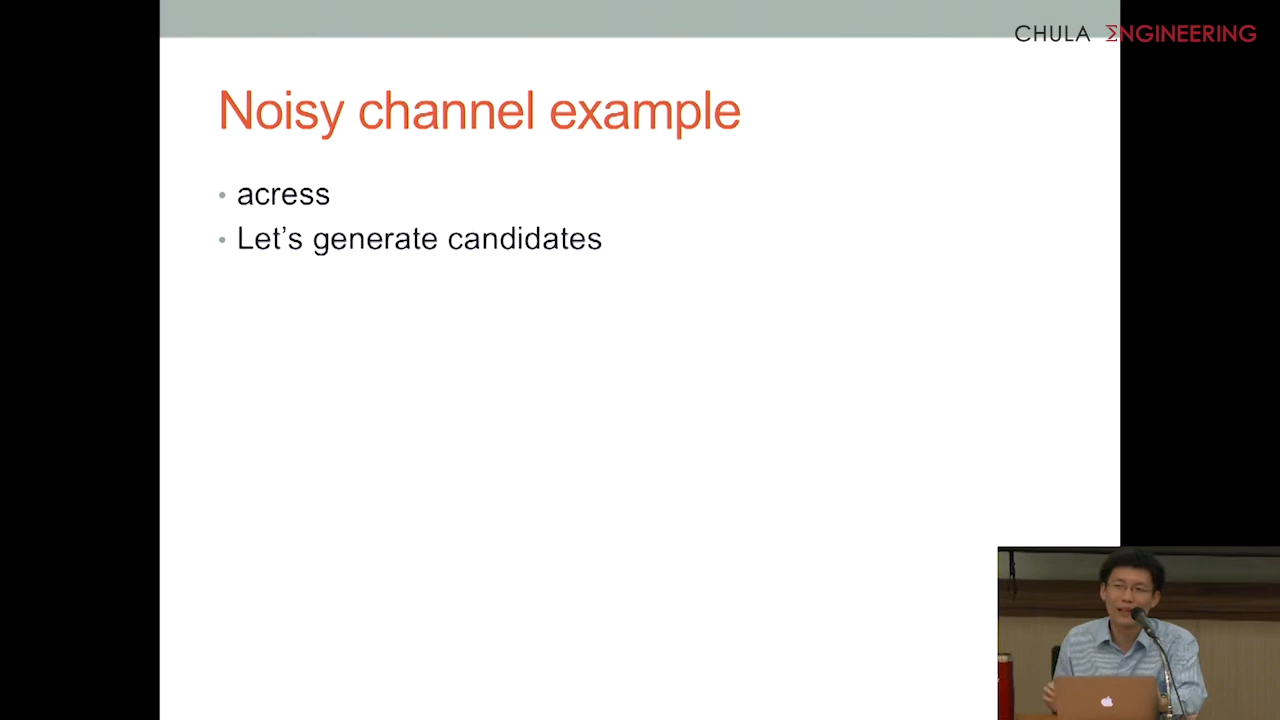 CHULA ΣNGINEERING
Noisy channel example
• acress
• Let’s generate candidates